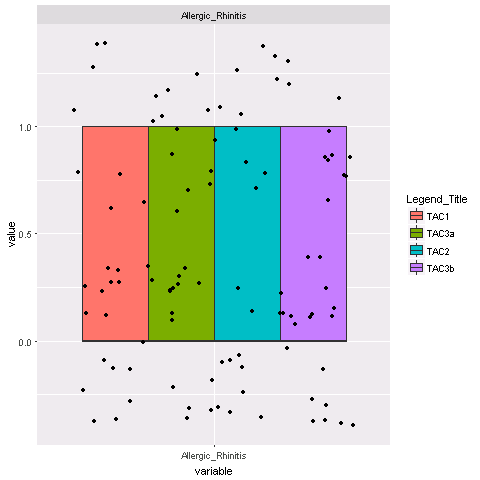 Allergic_Rhinitis
1.0
0.5
0.0
value
Allergic_Rhinitis
variable
Legend_Title
TAC1
TAC3a
TAC2
TAC3b